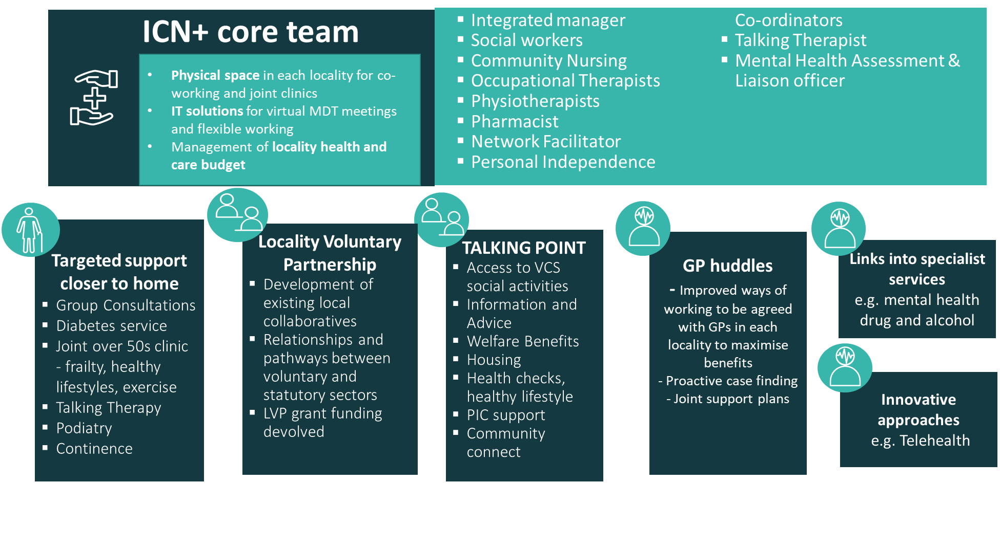 ICN+ core team
• Physical space in each locality for co-
working and joint clinics
• IT solutions for virtual MDT meetings
and flexible working
• Management of locality health and
care budget
▪ Integrated manager
▪ Social workers
▪ Community Nursing
▪ Occupational Therapists
▪ Physiotherapists
▪ Pharmacist
▪ Network Facilitator
▪ Personal Independence
Co-ordinators
▪ Talking Therapist
▪ Mental Health Assessment &
Liaison officer
Targeted support
closer to home
▪ Group Consultations
▪ Diabetes service
▪ Joint over 50s clinic
- frailty, healthy
lifestyles, exercise
▪ Talking Therapy
▪ Podiatry
▪ Continence
Locality Voluntary
Partnership
▪ Development of
existing local
collaboratives
▪ Relationships and
pathways between
voluntary and
statutory sectors
▪ LVP grant funding
devolved
TALKING POINT
▪ Access to VCS
social activities
▪ Information and
Advice
▪ Welfare Benefits
▪ Housing
▪ Health checks,
healthy lifestyle
▪ PIC support
▪ Community
connect
GP huddles
- Improved ways of
working to be agreed
with GPs in each
locality to maximise
benefits
- Proactive case finding
- Joint support plans
Links into specialist
services
e.g. mental health
drug and alcohol
Innovative
approaches
e.g. Telehealth